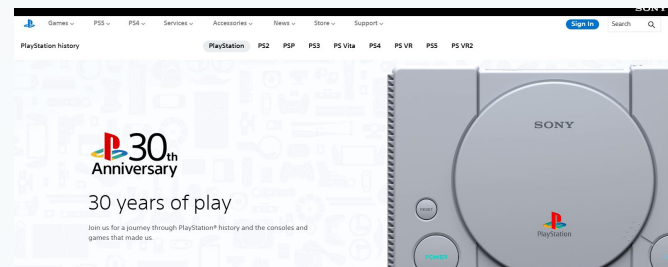 SONY
Games PS5 PS4 Services Accessories News Store Support Sign In Search
PlayStation history PlayStation PS2 PSP PS3 PS Vita PS4 PS VR PS5 PS VR2
30th
Anniversary
30 years of play
Join us for a journey through PlayStation® history and the consoles and
games that made us.
SONY
RESET
PlayStation
POWER